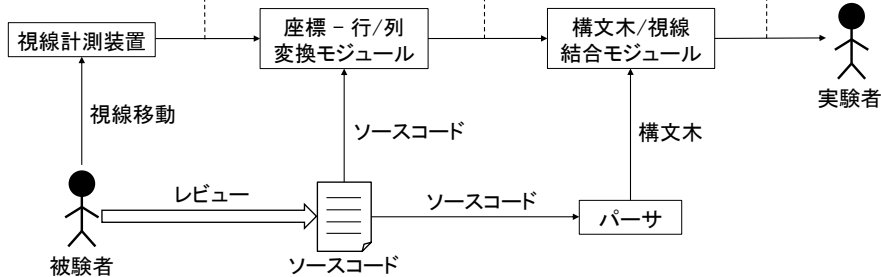 視線計測装置
座標 – 行/列
変換モジュール
構文木/視線
結合モジュール
実験者
視線移動
ソースコード
構文木
レビュー
ソースコード
パーサ
被験者
ソースコード